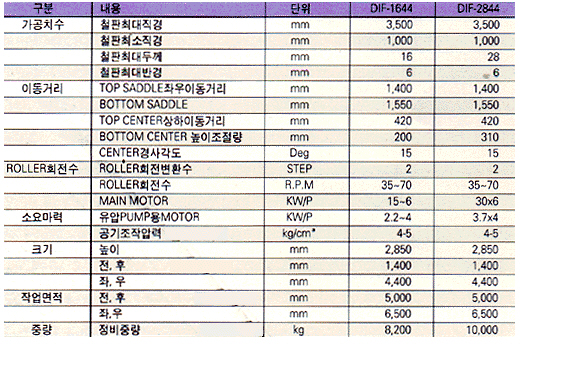 구분 내용 단위 DIF-1644 DIF-2844
가공치수 철판최대직경 mm 3,500 3,500
철판최소직경 mm 1,000 1,000
철판최대두께 mm 16 28
철판최대반경 mm 6 6
이동거리 TOP SADDLE좌우이동거리 mm 1,400 1,400
BOTTOM SADDLE mm 1,550 1,550
TOP CENTER상하이동거리 mm 420 420
BOTTOM CENTER 높이조절량 mm 200 310
CENTER경사각도 Deg 15 15
ROLLER회전수 ROLLER회전변환수 STEP 2 2
ROLLER회전수 R.P.M 35~70 35~70
MAIN MOTOR KW/P 15~6 30x6
소요마력 유압PUMP용MOTOR KW/P 2.2~4 3.7x4
공기조작압력 kg/cm² 4-5 4-5
크기 높이 mm 2,850 2,850
전, 후 mm 1,400 1,400
좌, 우 mm 4,400 4,400
작업면적 전, 후 mm 5,000 5,000
좌,우 mm 6,500 6,500
중량 정비중량 kg 8,200 10,000